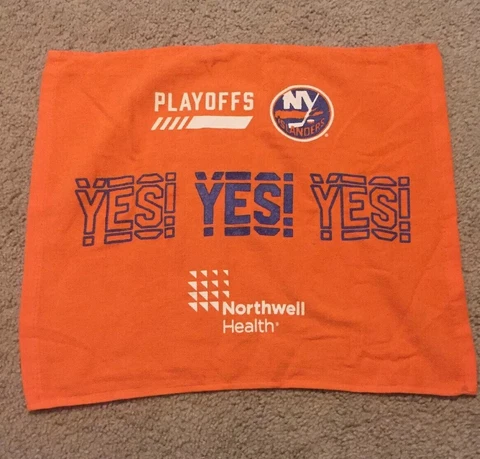 PLAYOFFS
NY
ISLANDERS
YES! YES! YES!
Northwell
Health